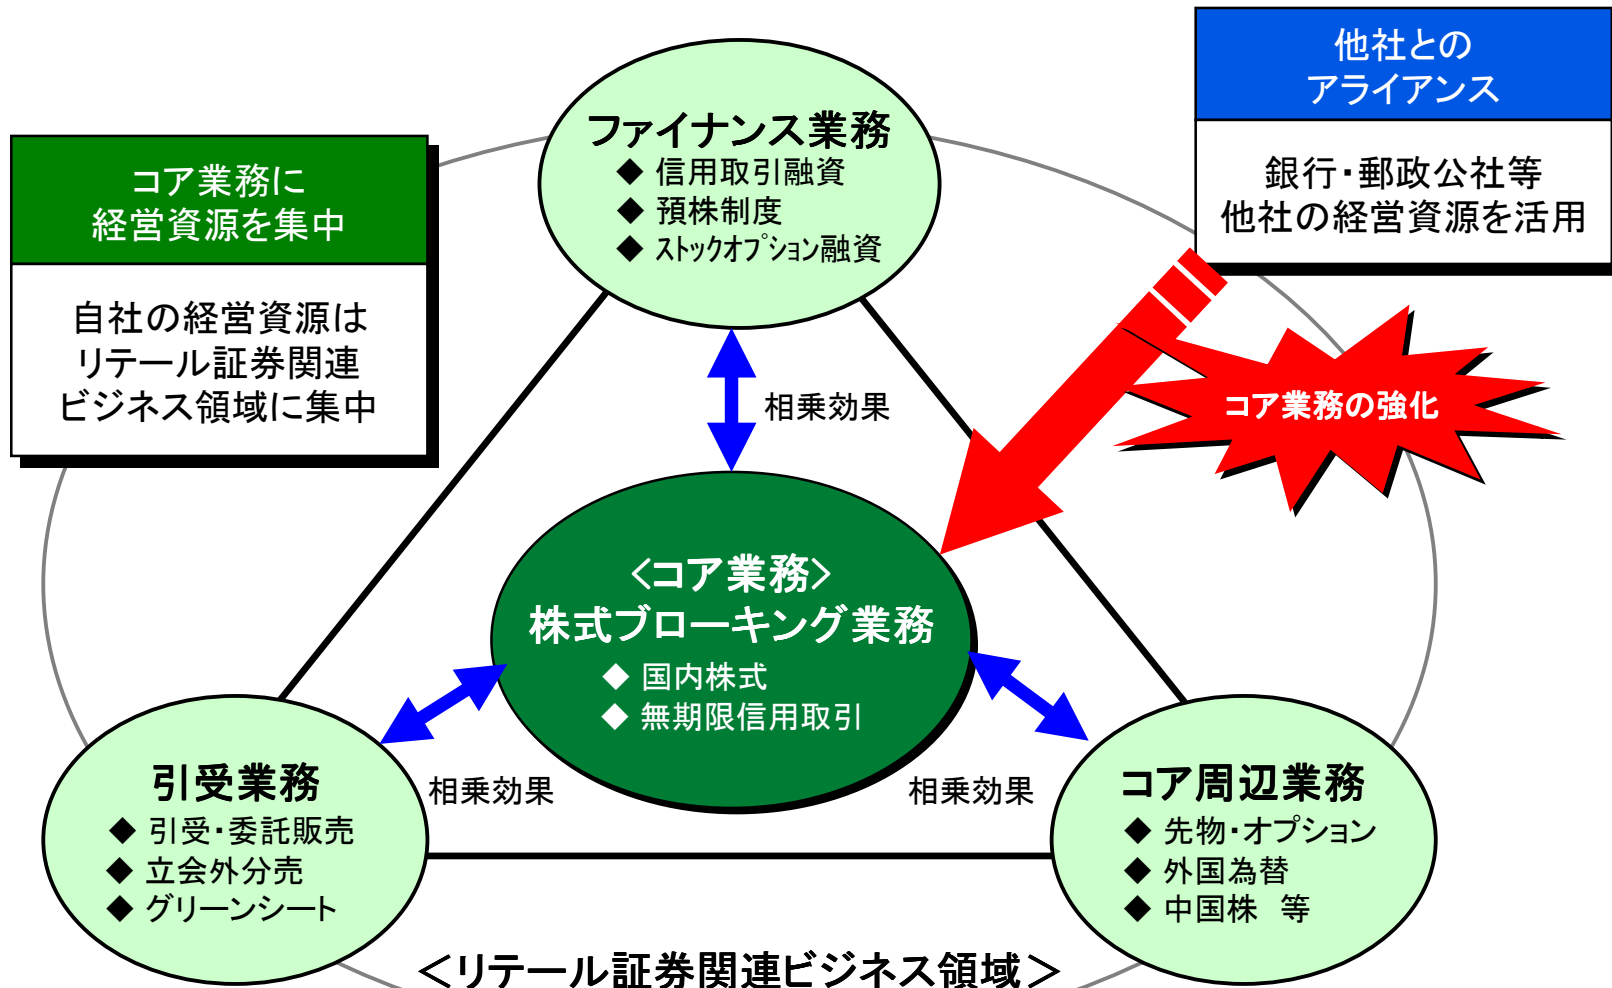 他社との
アライアンス
銀行・郵政公社等
他社の経営資源を活用
コア業務に
経営資源を集中
自社の経営資源は
リテール証券関連
ビジネス領域に集中
ファイナンス業務
◆ 信用取引融資
◆ 預株制度
◆ ストックオプション融資
相乗効果
コア業務の強化
<コア業務>
株式ブローキング業務
◆ 国内株式
◆ 無期限信用取引
引受業務
◆ 引受・委託販売
◆ 立会外分売
◆ グリーンシート
相乗効果
相乗効果
コア周辺業務
◆ 先物・オプション
◆ 外国為替
◆ 中国株 等
<リテール証券関連ビジネス領域>